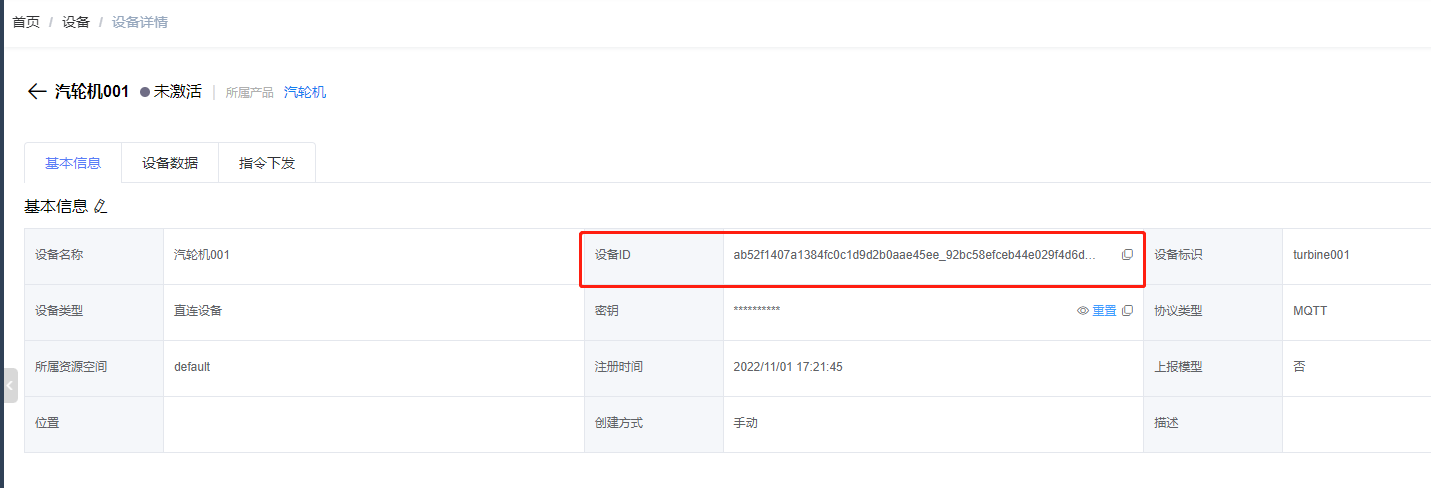 首页 / 设备 / 设备详情
汽轮机001 未激活 所属产品 汽轮机
基本信息 设备数据 指令下发
基本信息
设备名称 汽轮机001 设备ID ab52f1407a1384fc0c1d9d2b0aae45ee_92bc58efceb44e029f4d6d... 设备标识 turbine001
设备类型 直连设备 密钥 ********** 重置 协议类型 MQTT
所属资源空间 default 注册时间 2022/11/01 17:21:45 上报模型 否
位置 创建方式 手动 描述